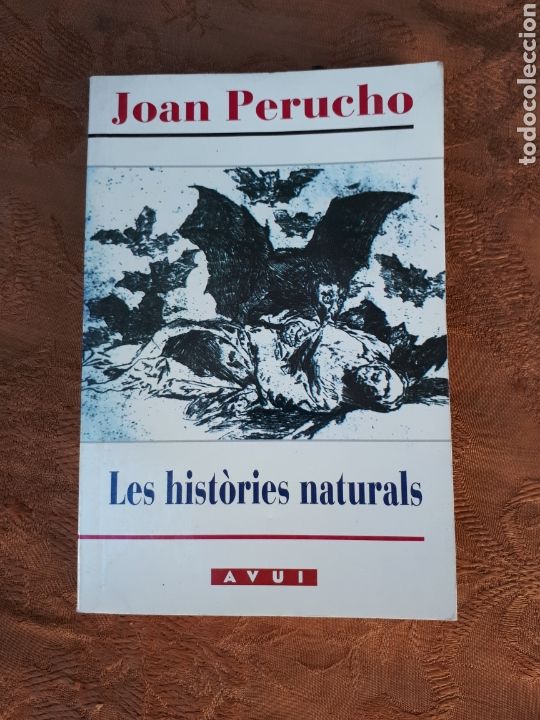 Joan Perucho
Les històries naturals
AVUI
todocoleccion